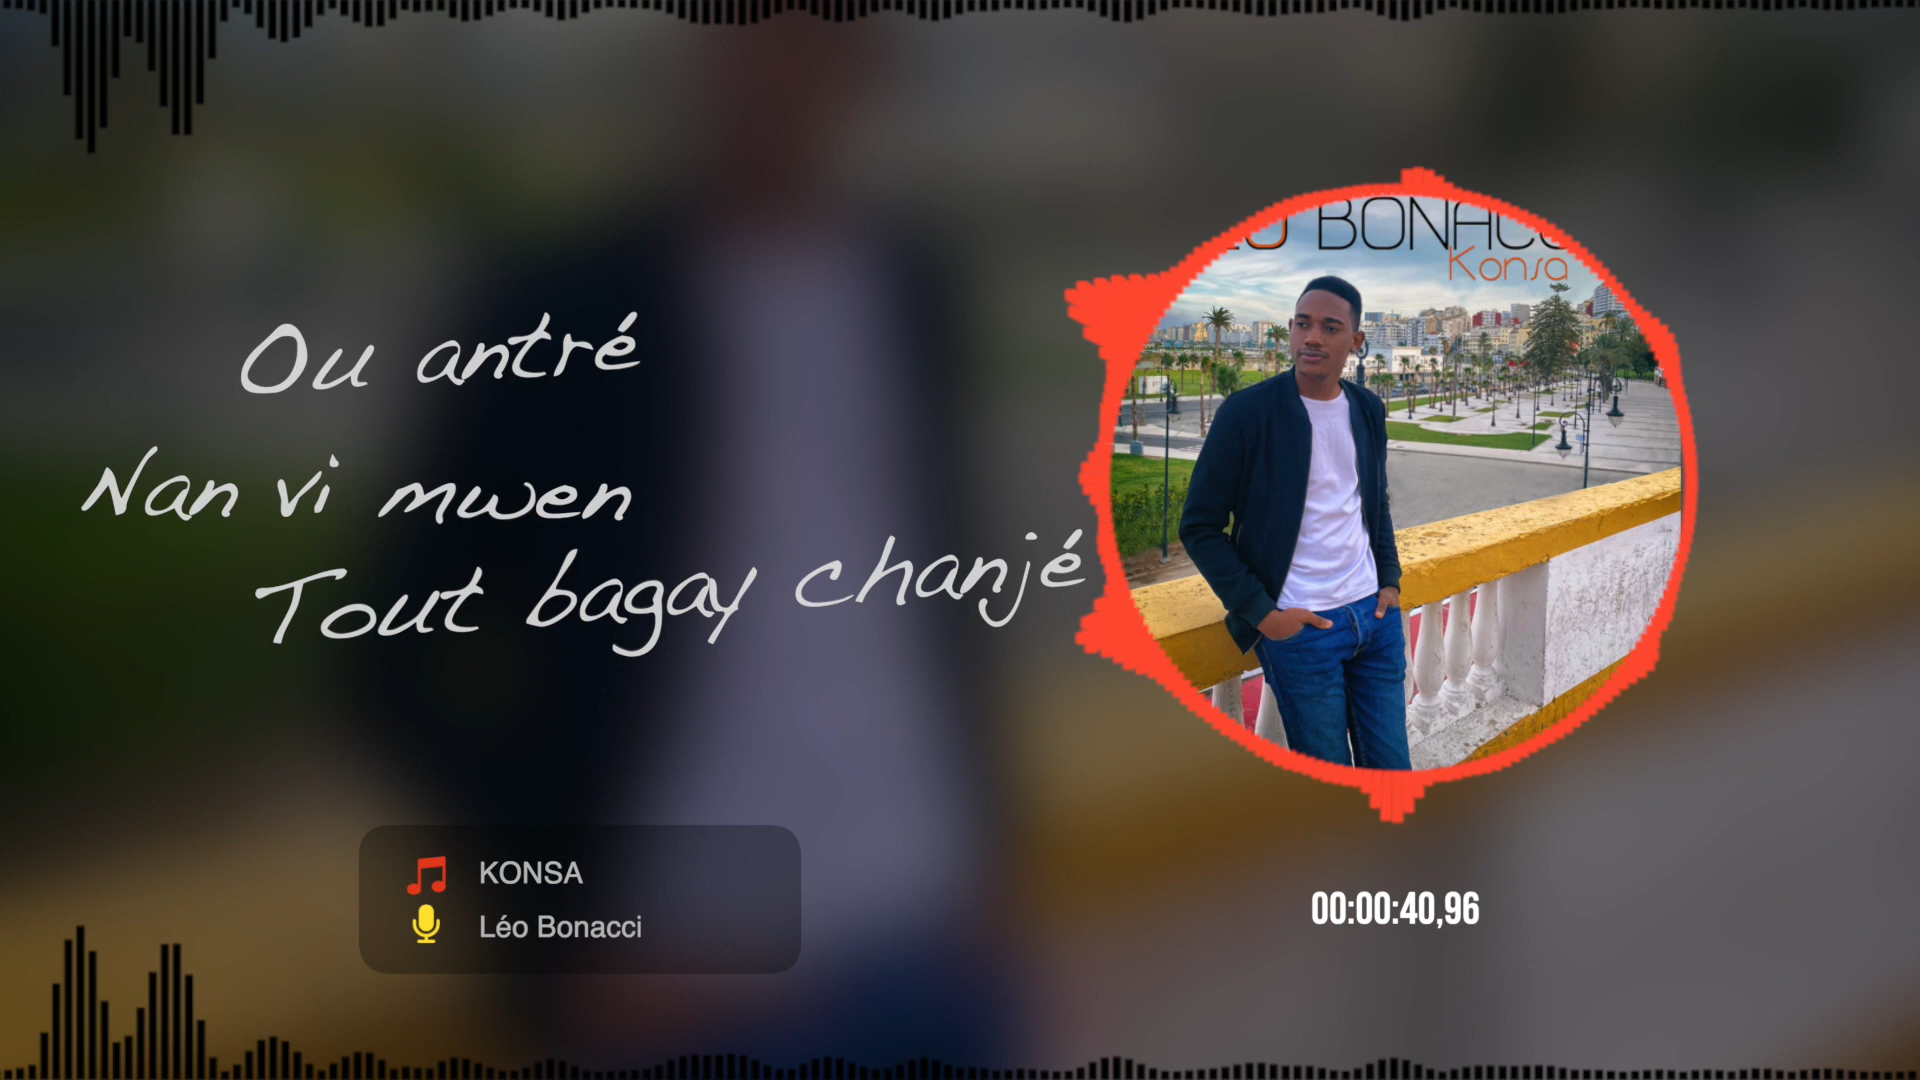 BONAC
Konsa
Ou antré
Nan vi mwen
Tout bagay chanjé
KONSA
Léo Bonacci
00:00:40,96